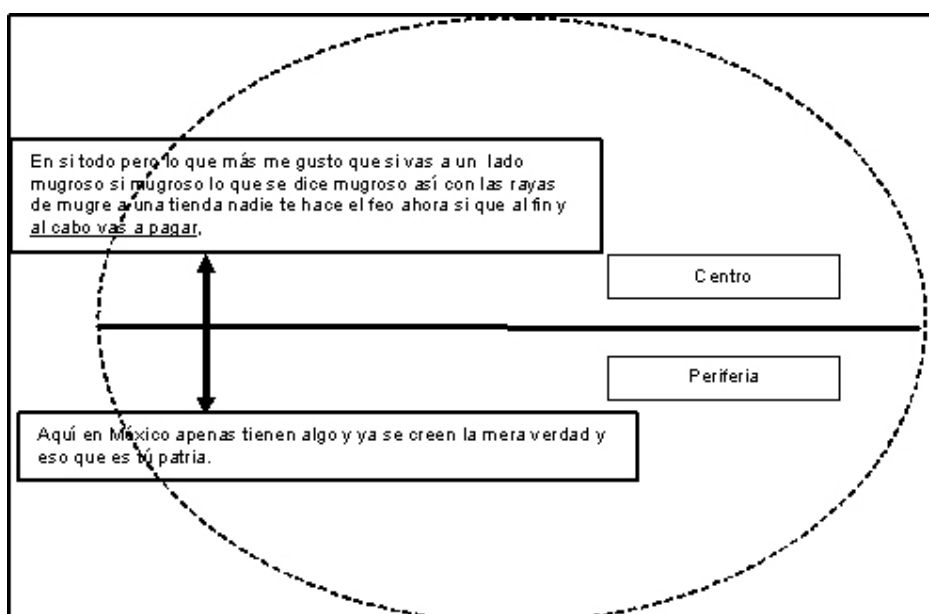 En si todo pero lo que más me gusto que si vas a un lado
mugroso si mugroso lo que se dice mugroso así con las rayas
de mugre a una tienda nadie te hace el feo ahora si que al fin y
al cabo vas a pagar,
Centro
Periferia
Aquí en México apenas tienen algo y ya se creen la mera verdad y
eso que es tú patria.